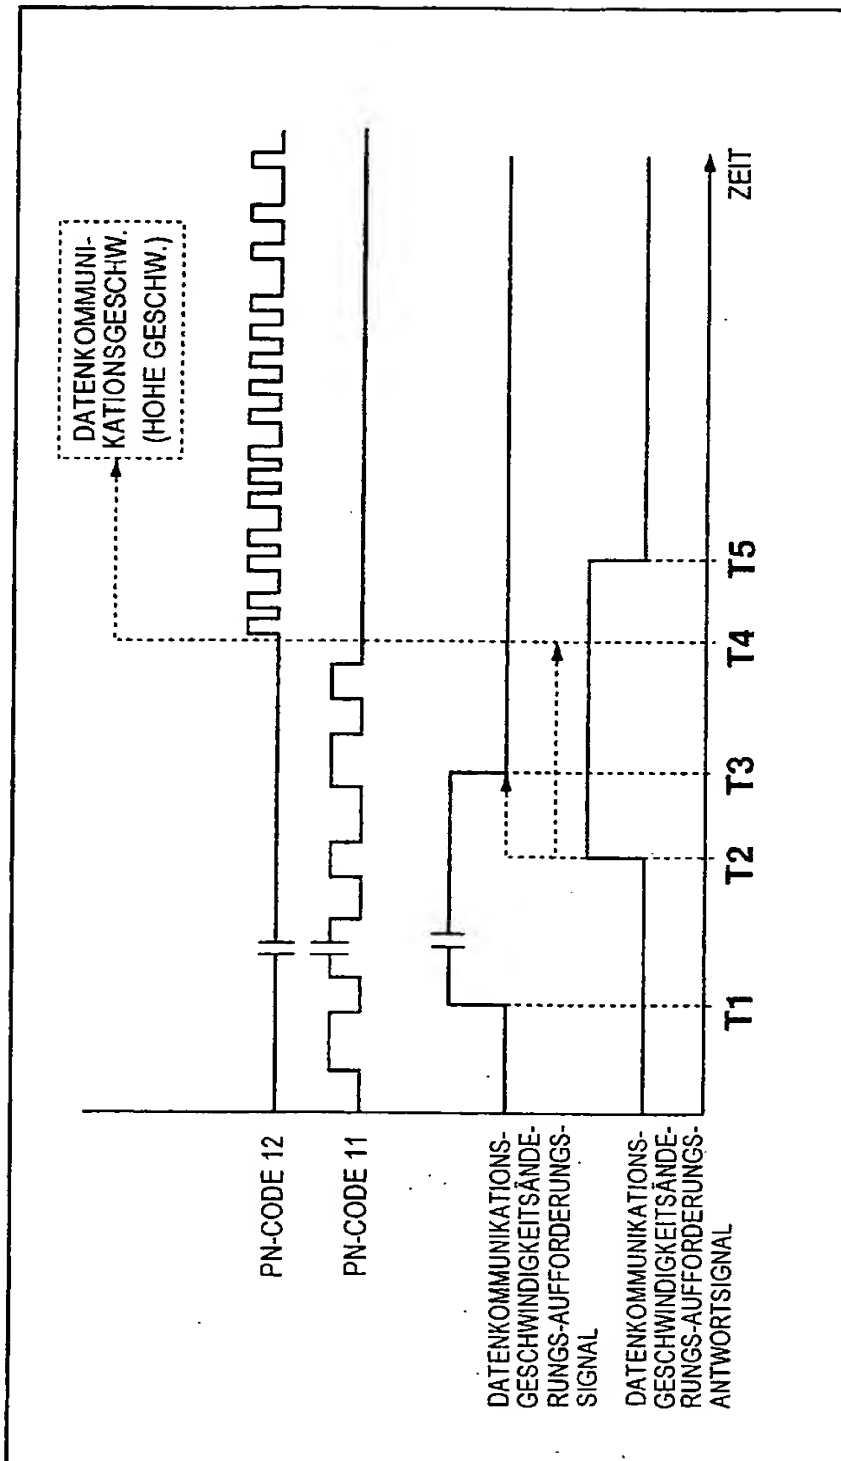 DATENKOMMUNI-
KATIONSGESCHW.
(HOHE GESCHW.)
PN-CODE 12
PN-CODE 11
DATENKOMMUNIKATIONS-
GESCHWINDIGKEITSÄNDE-
RUNGS-AUFFORDERUNGS-
SIGNAL
DATENKOMMUNIKATIONS-
GESCHWINDIGKEITSÄNDE-
RUNGS-AUFFORDERUNGS-
ANTWORTSIGNAL
T1
T2
T3
T4
T5
ZEIT